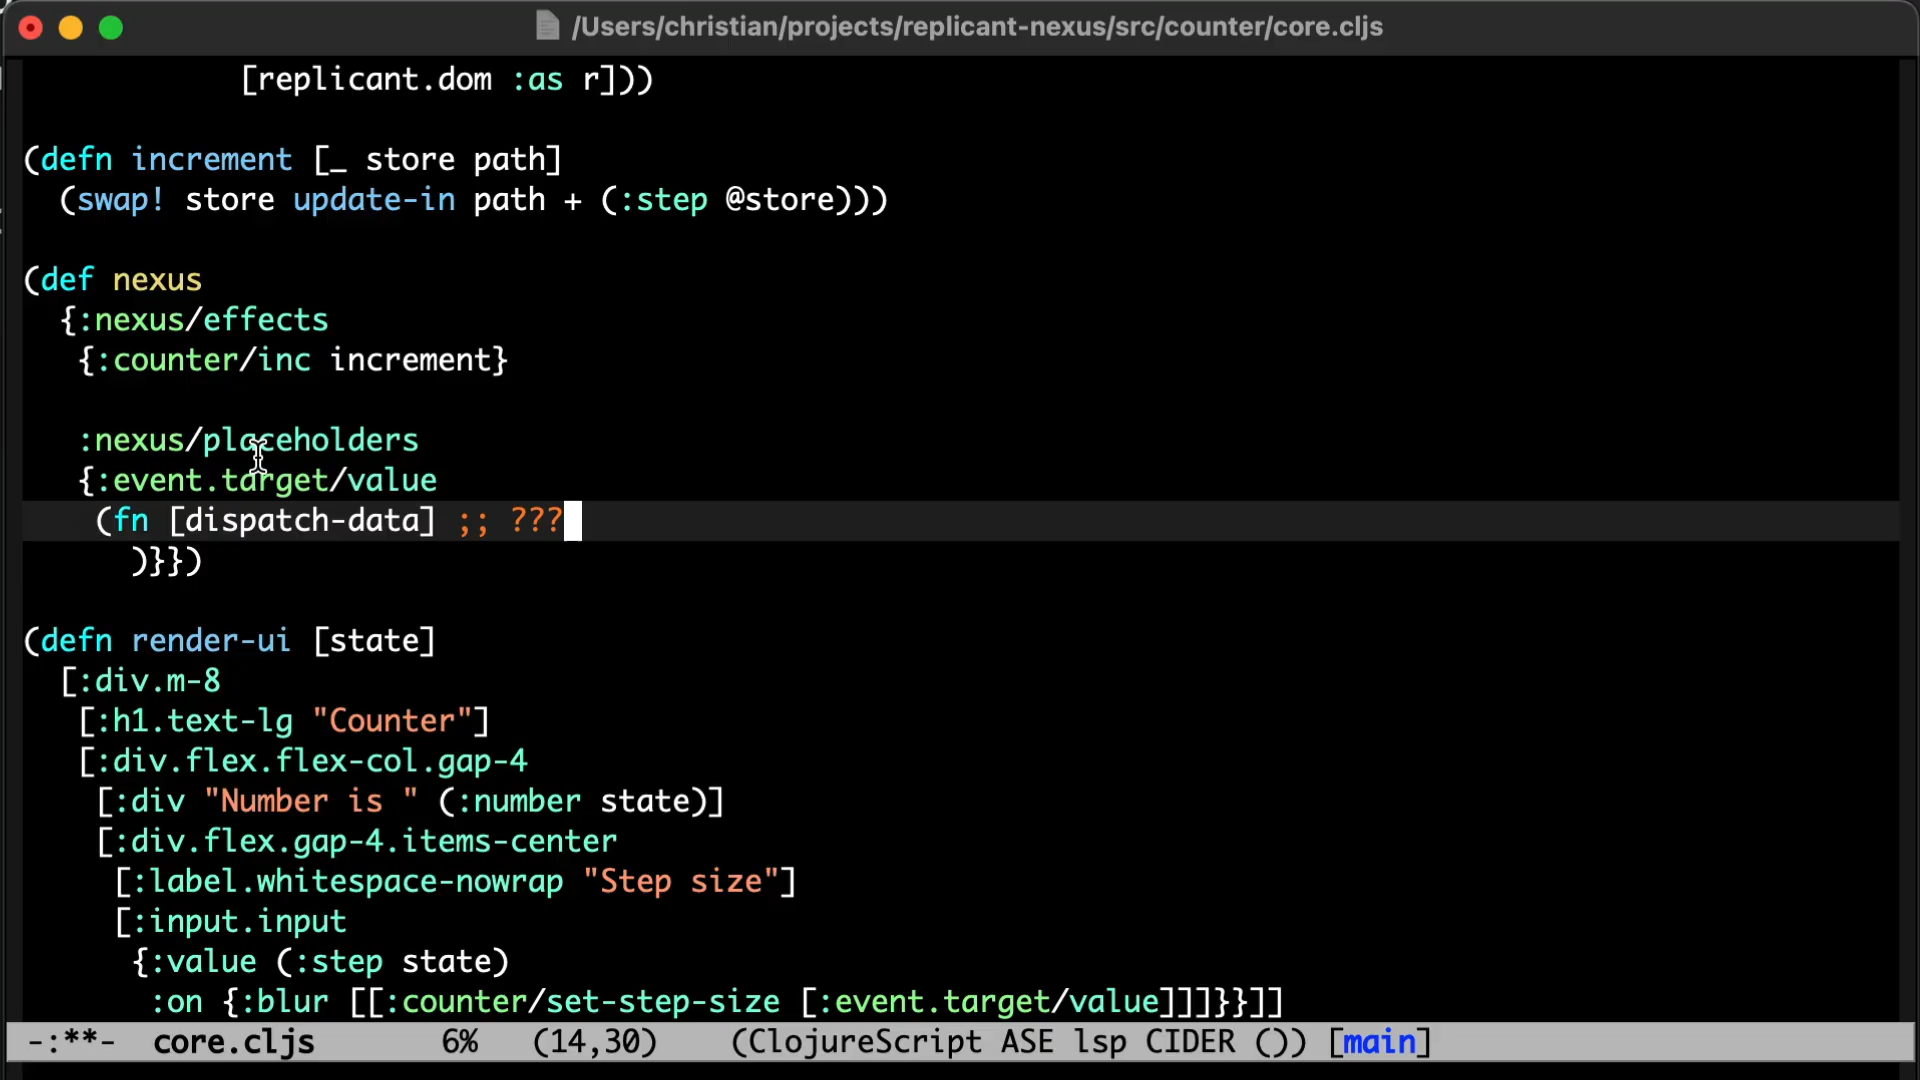 /Users/christian/projects/replicant-nexus/src/counter/core.cljs
[replicant.dom :as r]))
(defn increment [_ store path]
(swap! store update-in path + (:step @store)))
(def nexus
{:nexus/effects
{:counter/inc increment}
:nexus/placeholders
{:event.target/value
(fn [dispatch-data] ;; ???
)}})
(defn render-ui [state]
[:div.m-8
[:h1.text-lg "Counter"]
[:div.flex.flex-col.gap-4
[:div "Number is " (:number state)]
[:div.flex.gap-4.items-center
[:label.whitespace-nowrap "Step size"]
[:input.input
{:value (:step state)
:on {:blur [[:counter/set-step-size [:event.target/value]]]}}]]
-:**- core.cljs 6% (14,30) (ClojureScript ASE lsp CIDER ()) [main]